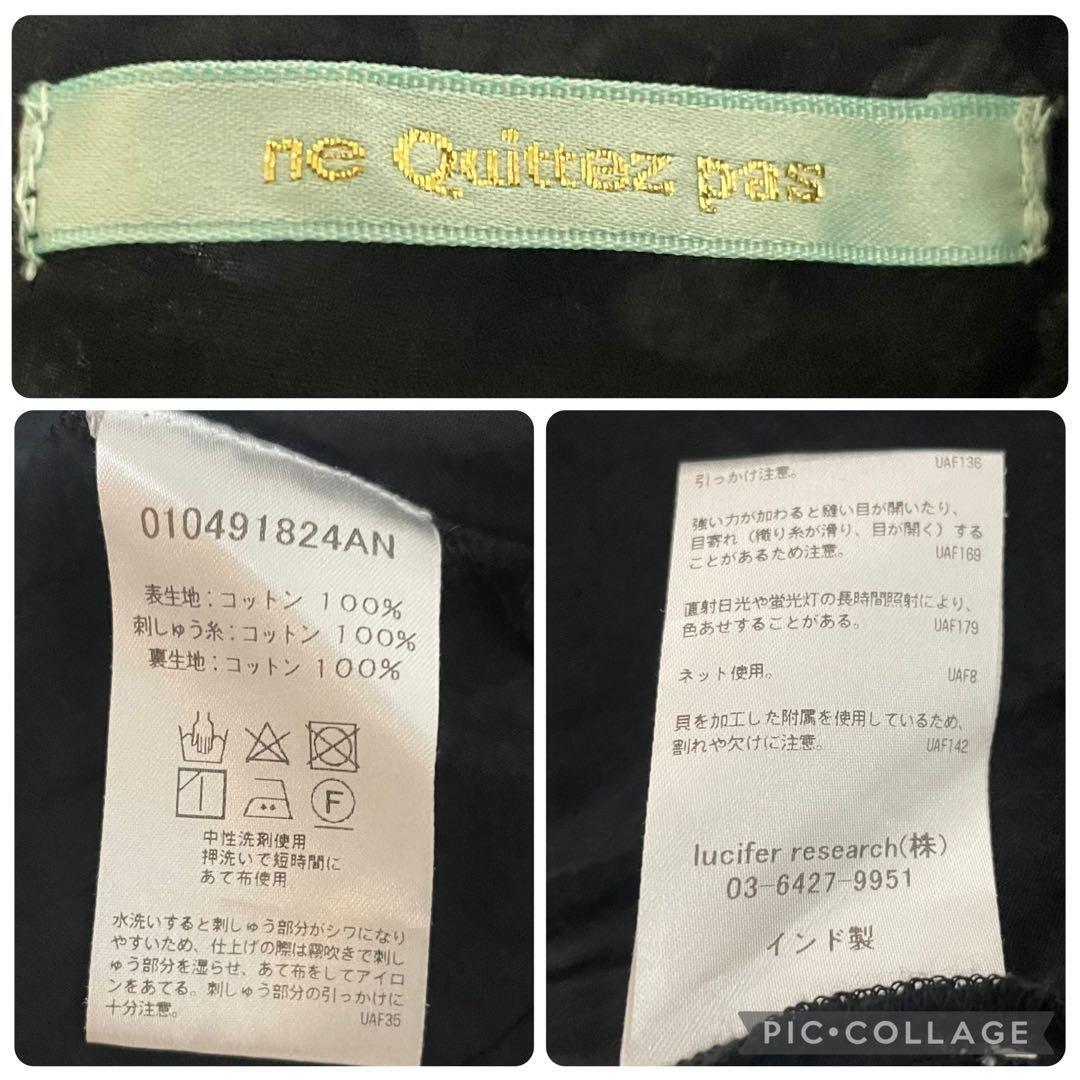 ne Quittez pas
010491824AN
表生地：コットン 100%
刺しゅう糸：コットン 100%
裏生地：コットン 100%
F
中性洗剤使用
押洗いで短時間に
あて布使用
水洗いすると刺しゅう部分がシワになり
やすいため、仕上げの際は霧吹きで刺し
ゅう部分を湿らせ、あて布をしてアイロ
ンをあてる。刺しゅう部分の引っかけに
十分注意。
UAF35
引っかけ注意。 UAF136
強い力が加わると縫い目が開いたり、
目寄れ（織り糸が滑り、目が開く）する
ことがあるため注意。 UAF169
直射日光や蛍光灯の長時間照射により、
色あせすることがある。 UAF179
ネット使用。 UAF8
貝を加工した附属を使用しているため、
割れや欠けに注意。 UAF142
lucifer research(株)
03-6427-9951
インド製
PIC•COLLAGE